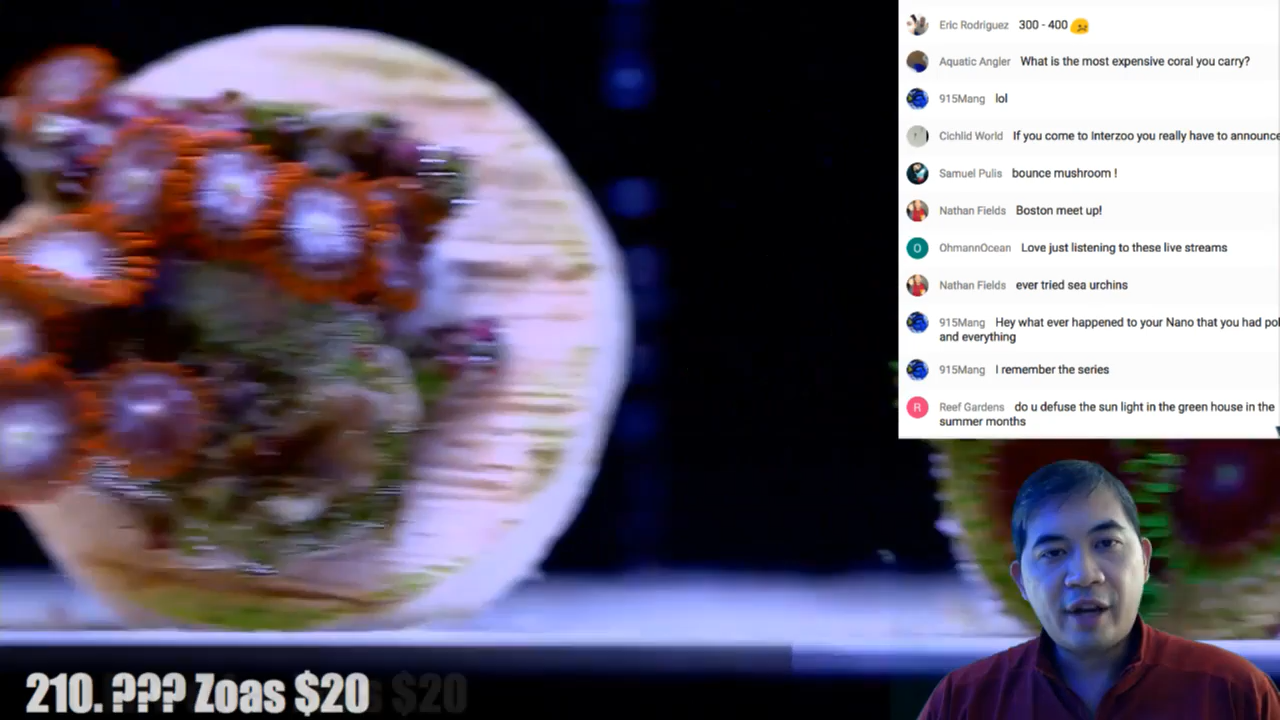 Eric Rodriguez 300 - 400
Aquatic Angler What is the most expensive coral you carry?
915Mang lol
Cichlid World If you come to Interzoo you really have to announce
Samuel Pulis bounce mushroom !
Nathan Fields Boston meet up!
O OhmannOcean Love just listening to these live streams
Nathan Fields ever tried sea urchins
915Mang Hey what ever happened to your Nano that you had
and everything
915Mang I remember the series
R Reef Gardens do u defuse the sun light in the green house in the
summer months
210. ??? Zoas $20 $20